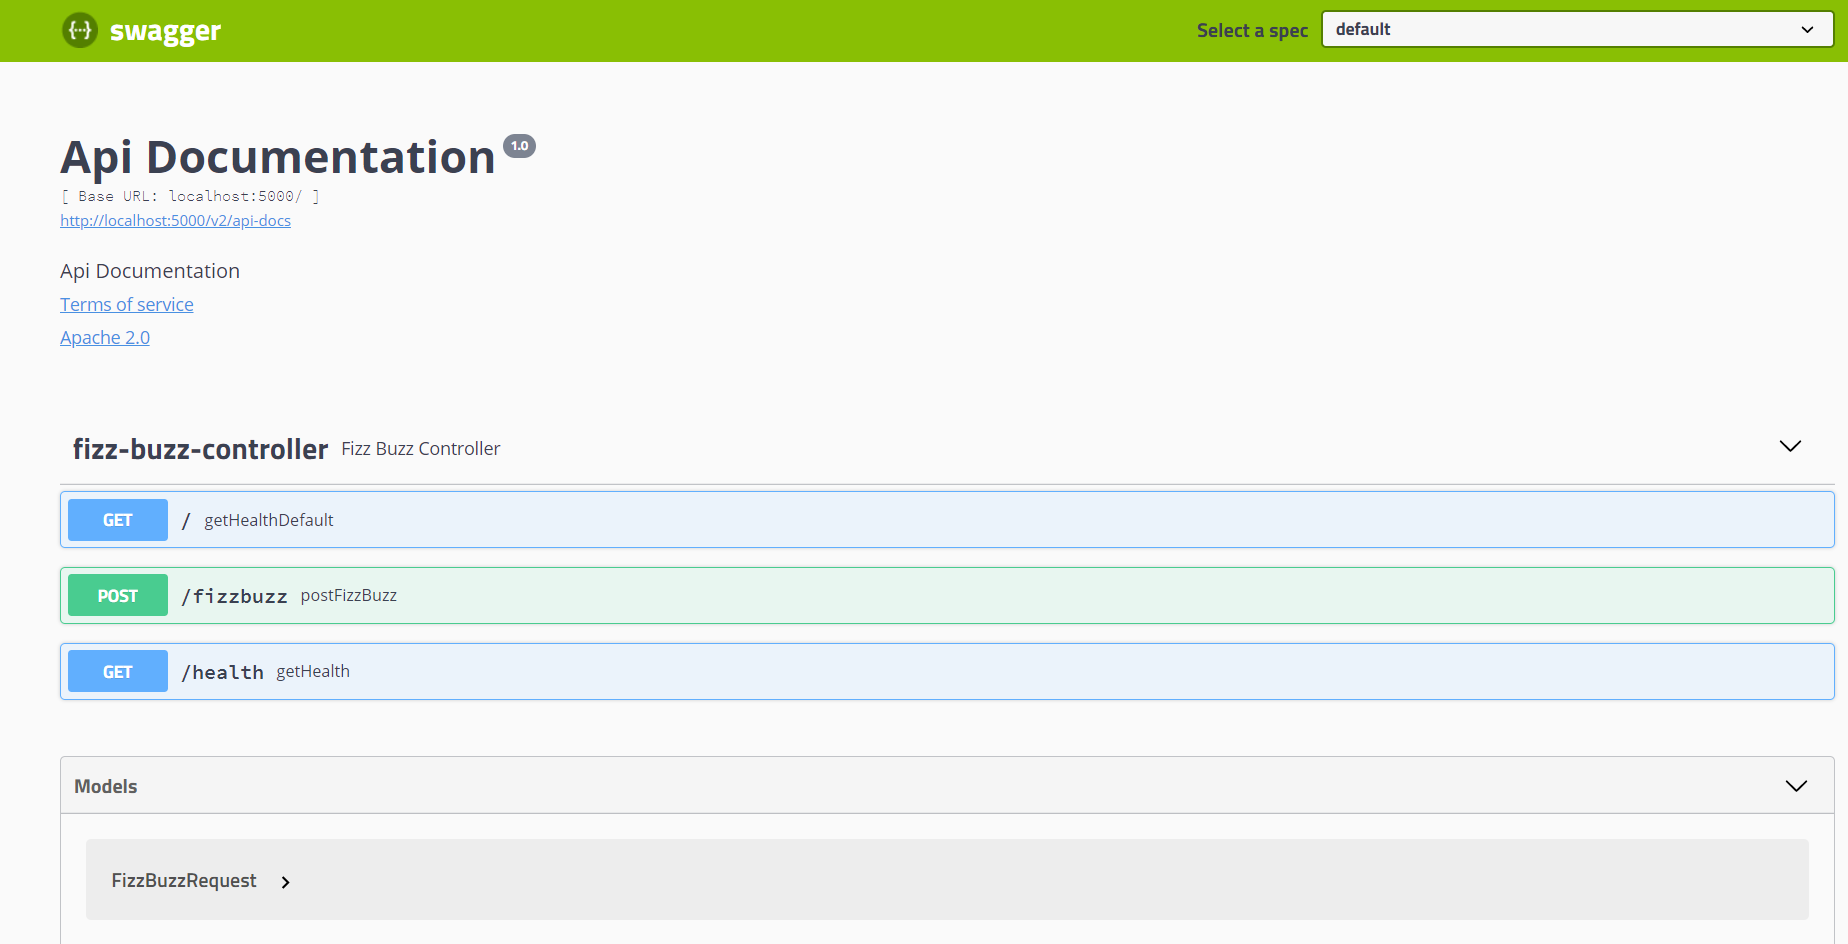 {...} swagger
Select a spec default
Api Documentation 1.0
[ Base URL: localhost:5000/ ]
http://localhost:5000/v2/api-docs
Api Documentation
Terms of service
Apache 2.0
fizz-buzz-controller Fizz Buzz Controller
GET / getHealthDefault
POST /fizzbuzz postFizzBuzz
GET /health getHealth
Models
FizzBuzzRequest